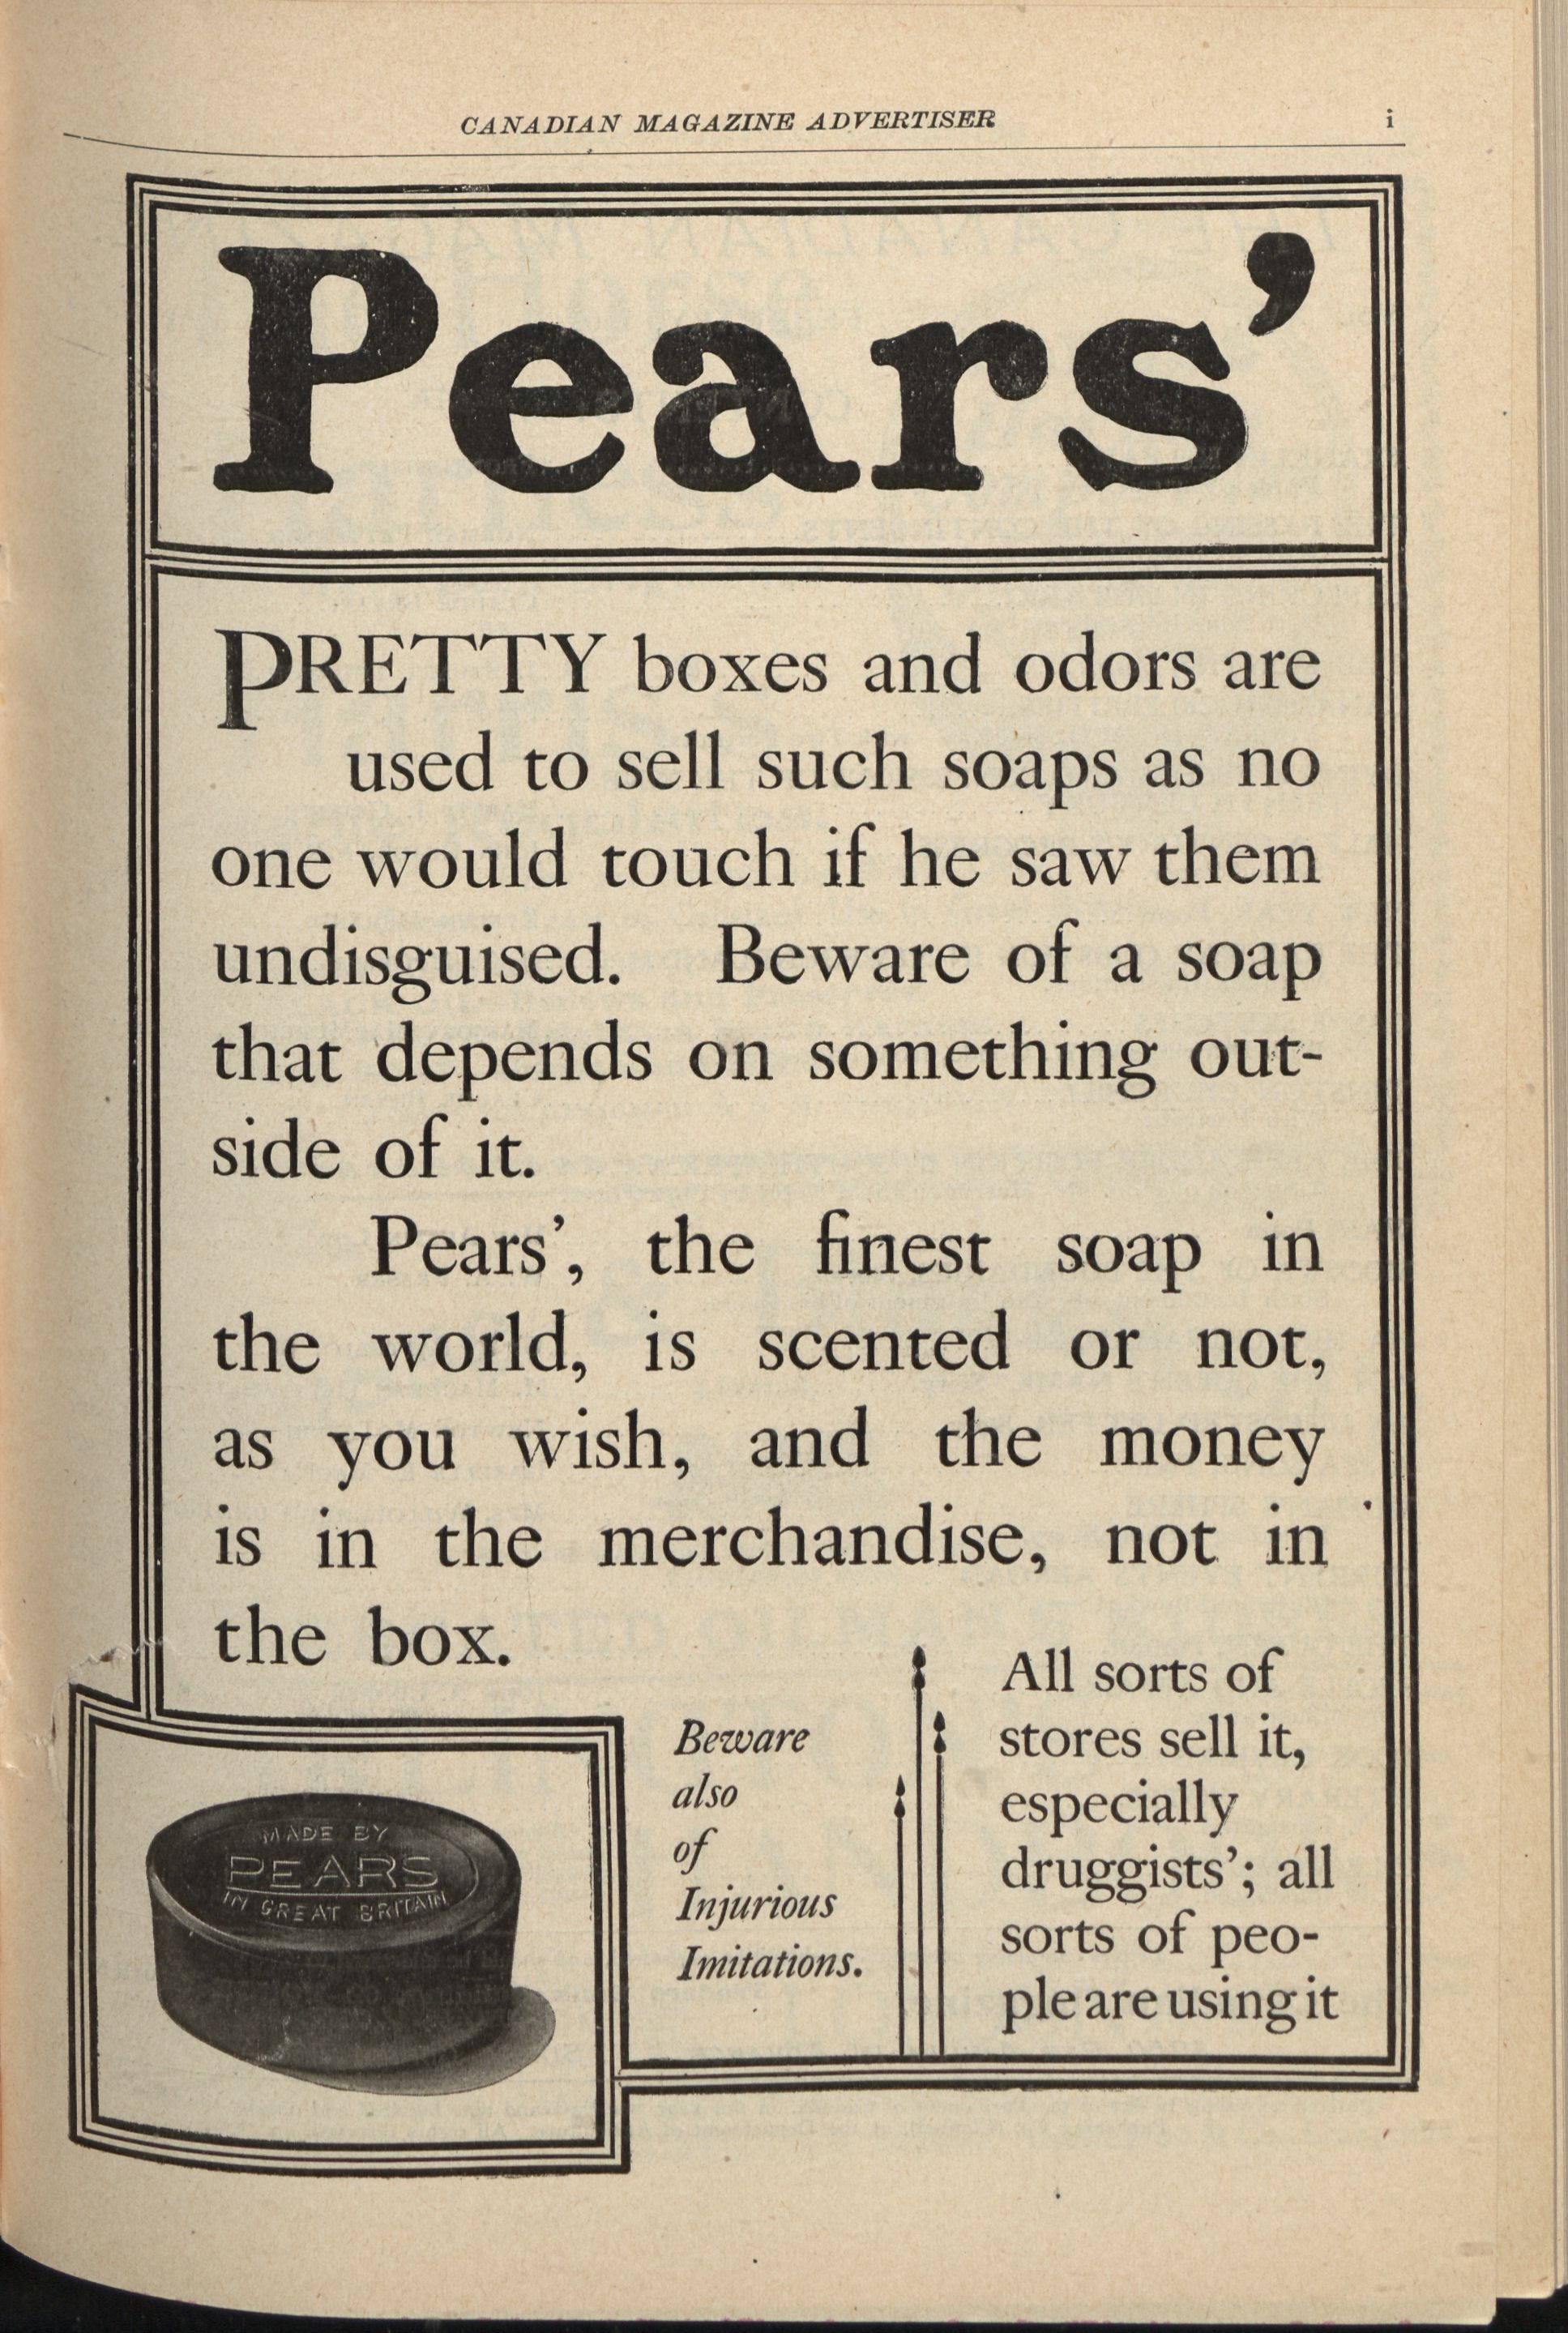 CANADIAN MAGAZINE ADVERTISER i
Pears’
PRETTY boxes and odors are
used to sell such soaps as no
one would touch if he saw them
undisguised. Beware of a soap
that depends on something out-
side of it.
Pears’, the finest soap in
the world, is scented or not,
as you wish, and the money
is in the merchandise, not in
the box.
MADE BY
PEARS
IN GREAT BRITAIN
Beware
also
of
Injurious
Imitations.
All sorts of
stores sell it,
especially
druggists’; all
sorts of peo-
ple are using it